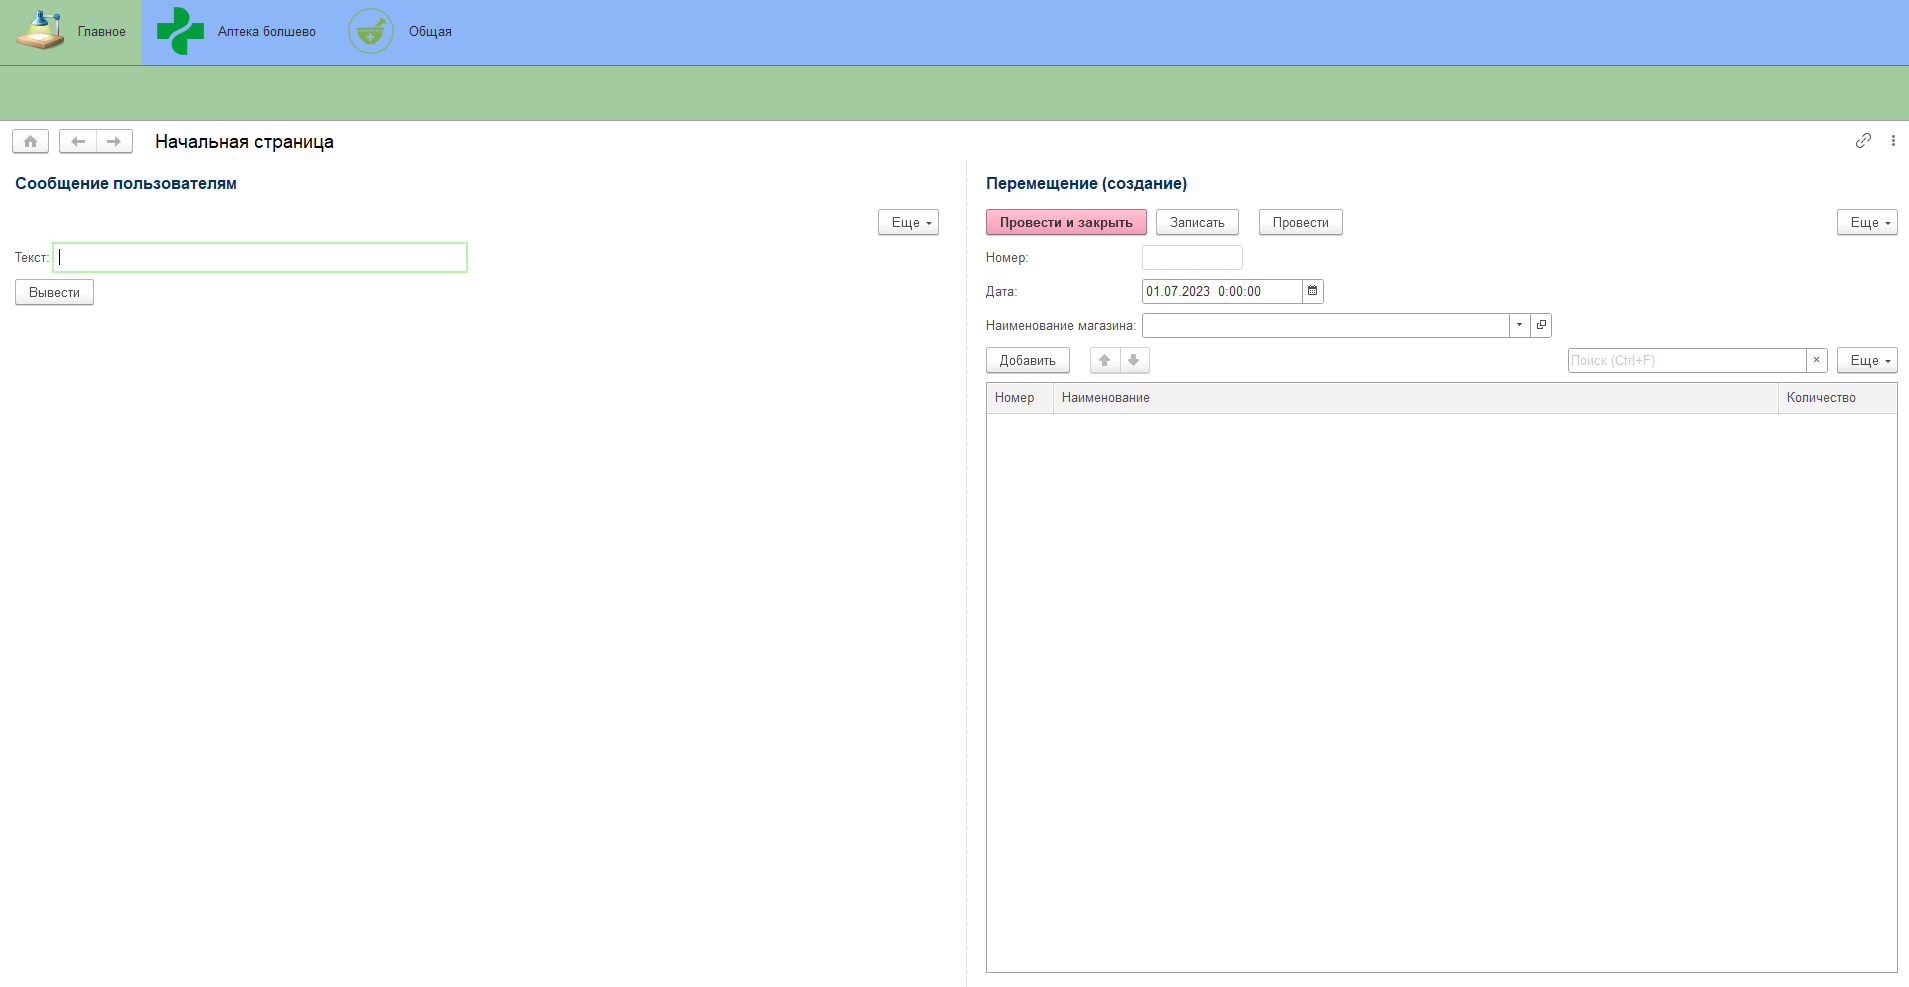 Главное
Аптека болшево
Общая
Начальная страница
Сообщение пользователям
Еще
Текст:
Вывести
Перемещение (создание)
Провести и закрыть
Записать
Провести
Еще
Номер:
Дата:
01.07.2023 0:00:00
Наименование магазина:
Добавить
Поиск (Ctrl+F)
×
Еще
Номер
Наименование
Количество